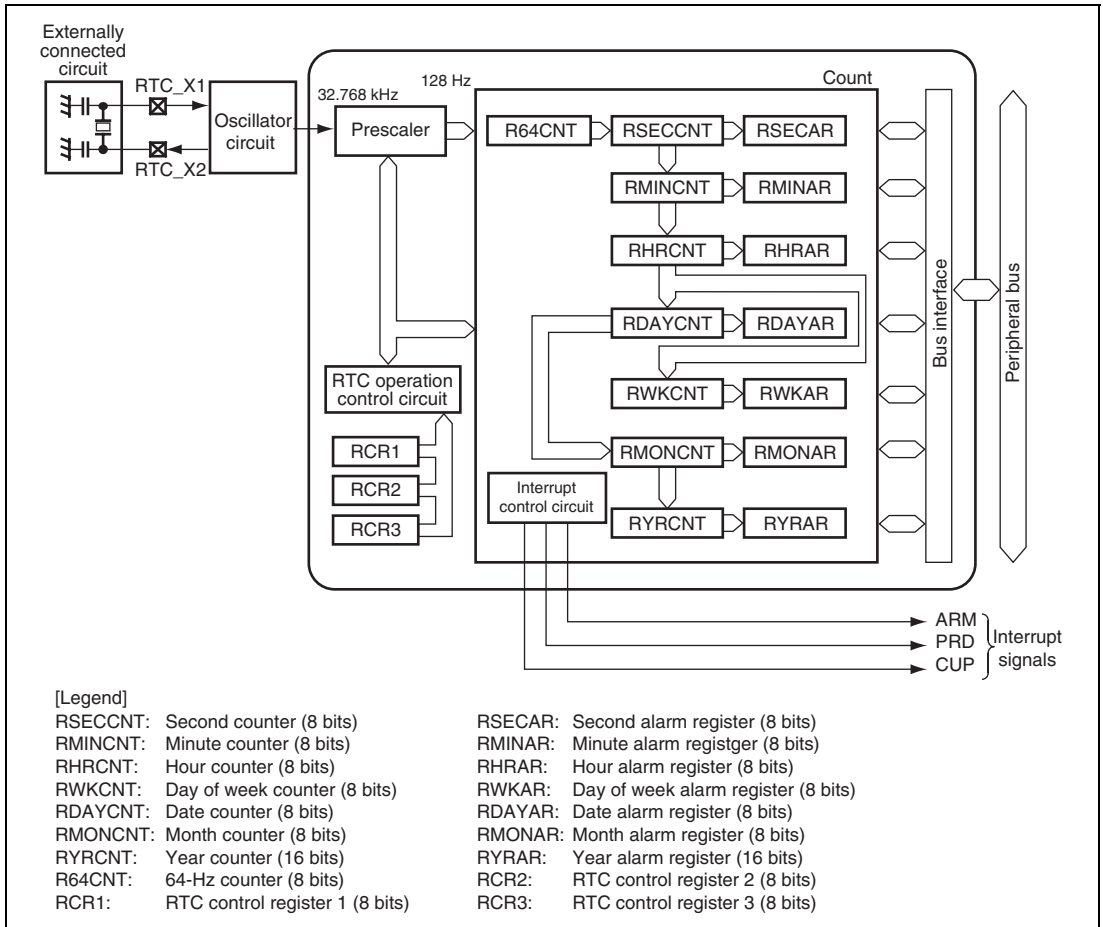 Externally
connected
circuit
RTC_X1
RTC_X2
Oscillator
circuit
32.768 kHz
128 Hz
Prescaler
Count
R64CNT
RSECCNT
RSECAR
RMINCNT
RMINAR
RHRCNT
RHRAR
RDAYCNT
RDAYAR
RWKCNT
RWKAR
RMONCNT
RMONAR
RYRCNT
RYRAR
RTC operation
control circuit
RCR1
RCR2
RCR3
Interrupt
control circuit
Bus interface
Peripheral bus
ARM
PRD
CUP
Interrupt
signals
[Legend]
RSECCNT: Second counter (8 bits)
RMINCNT: Minute counter (8 bits)
RHRCNT: Hour counter (8 bits)
RWKCNT: Day of week counter (8 bits)
RDAYCNT: Date counter (8 bits)
RMONCNT: Month counter (8 bits)
RYRCNT: Year counter (16 bits)
R64CNT: 64-Hz counter (8 bits)
RCR1: RTC control register 1 (8 bits)
RSECAR: Second alarm register (8 bits)
RMINAR: Minute alarm registger (8 bits)
RHRAR: Hour alarm register (8 bits)
RWKAR: Day of week alarm register (8 bits)
RDAYAR: Date alarm register (8 bits)
RMONAR: Month alarm register (8 bits)
RYRAR: Year alarm register (16 bits)
RCR2: RTC control register 2 (8 bits)
RCR3: RTC control register 3 (8 bits)